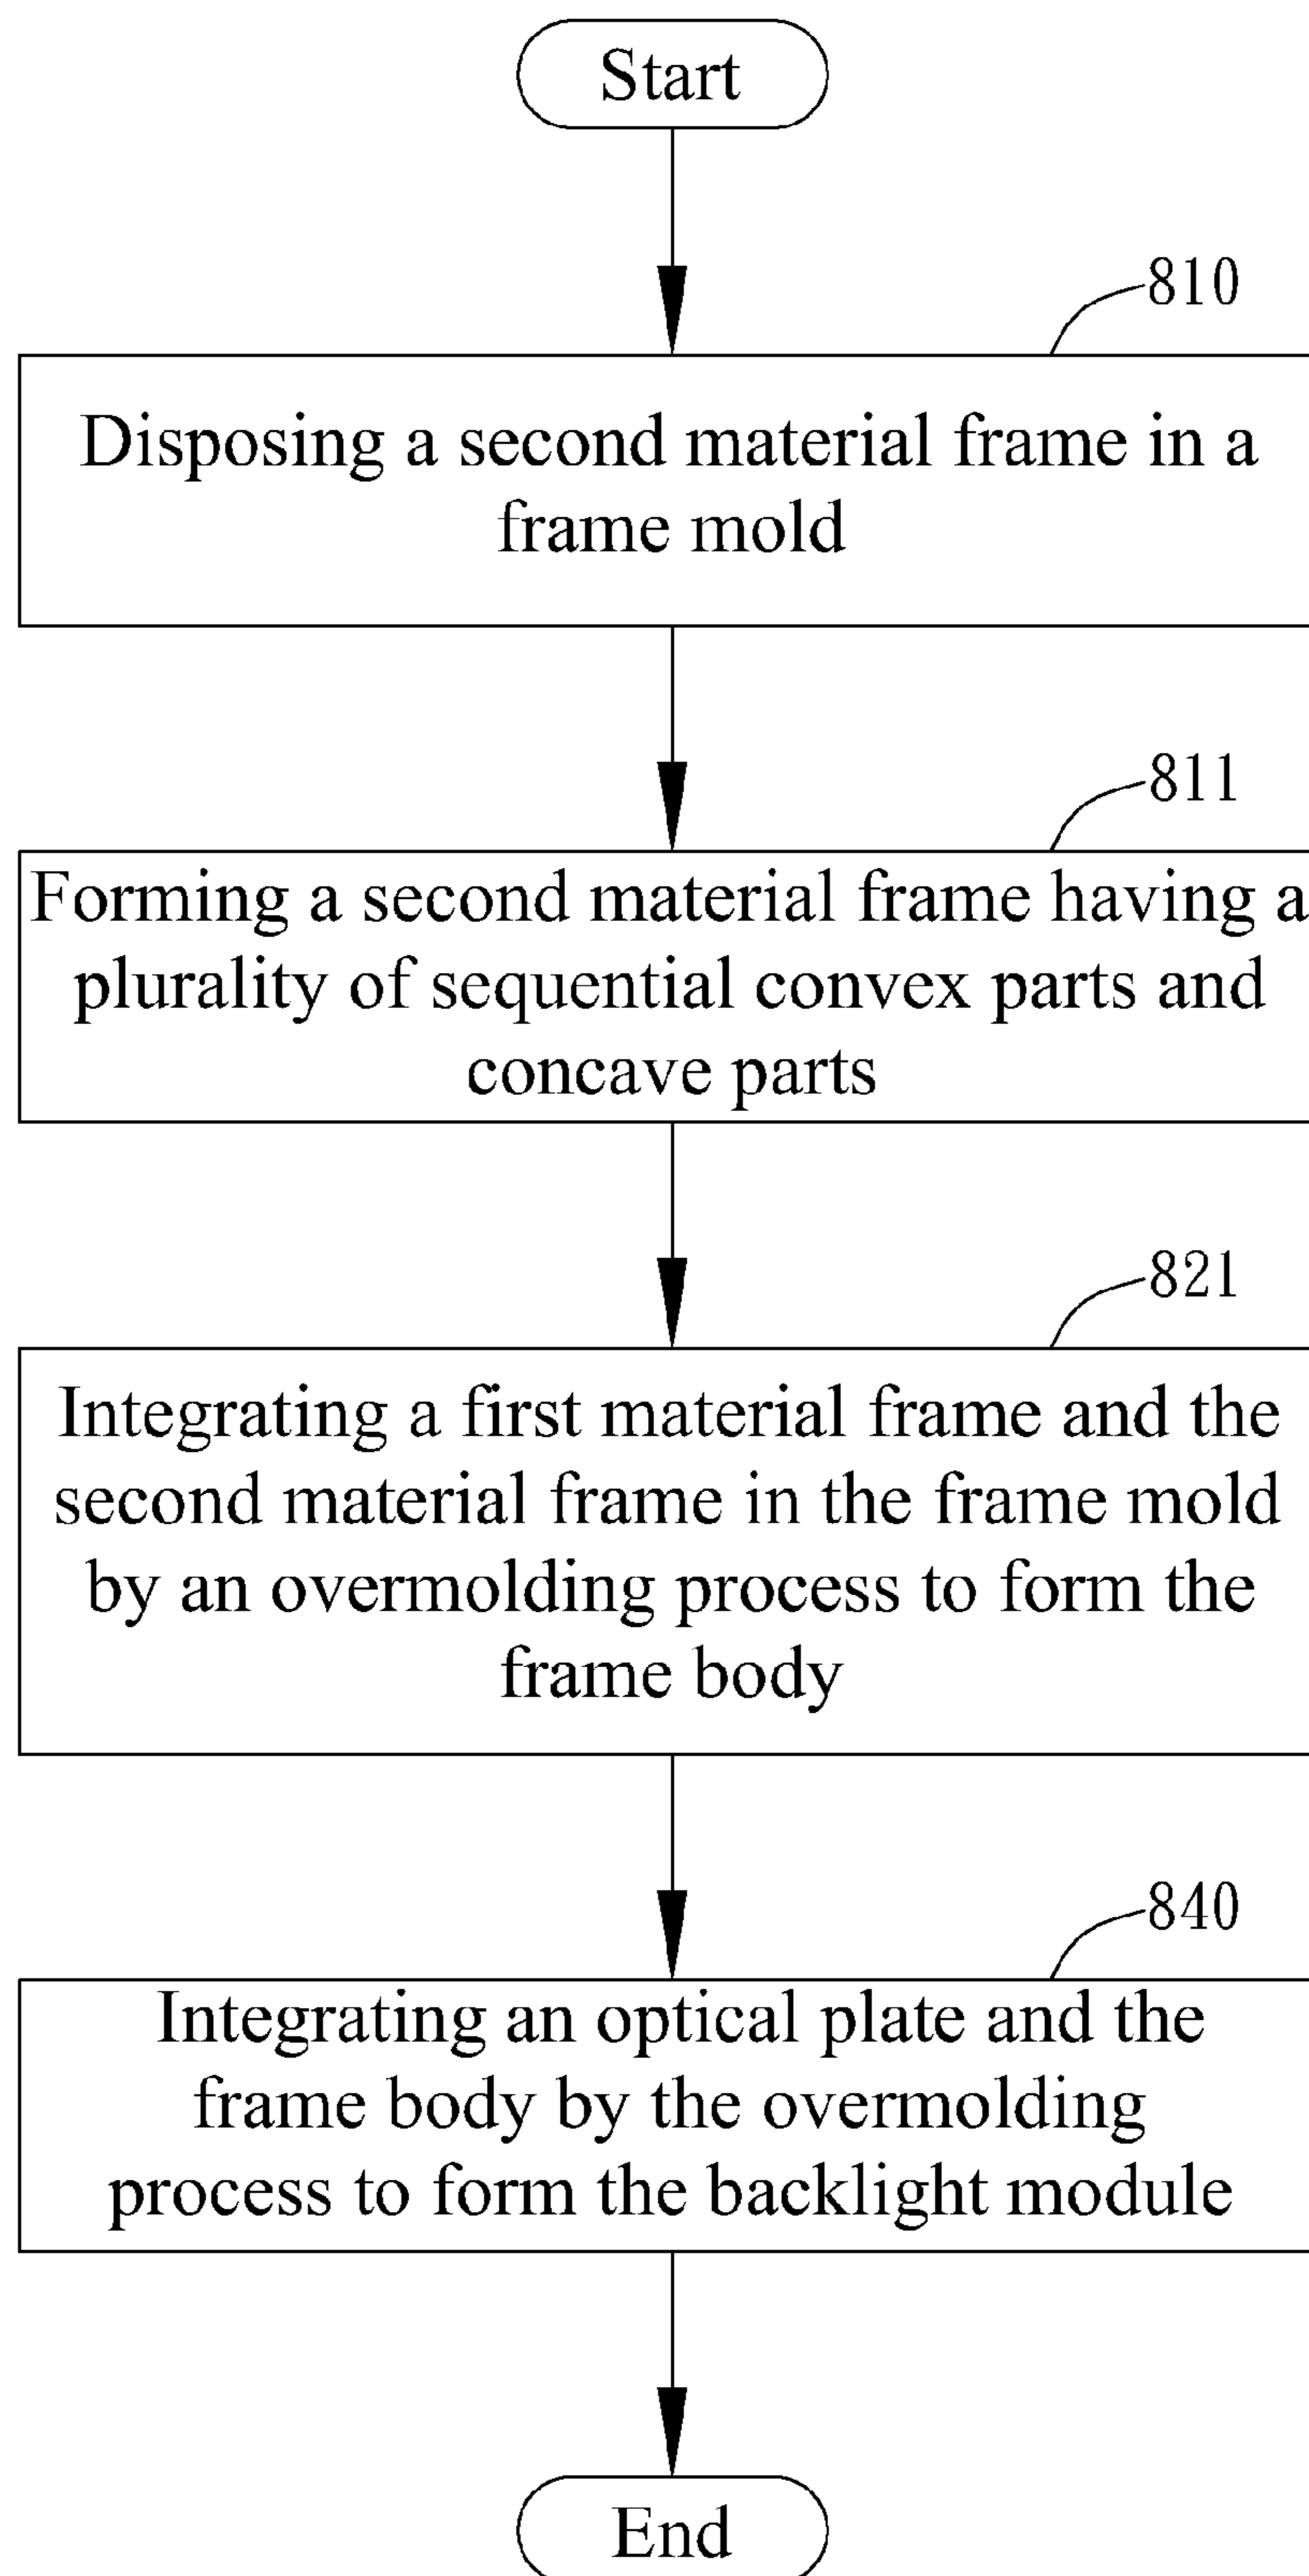 Start
810
Disposing a second material frame in a
frame mold
811
Forming a second material frame having a
plurality of sequential convex parts and
concave parts
821
Integrating a first material frame and the
second material frame in the frame mold
by an overmolding process to form the
frame body
840
Integrating an optical plate and the
frame body by the overmolding
process to form the backlight module
End